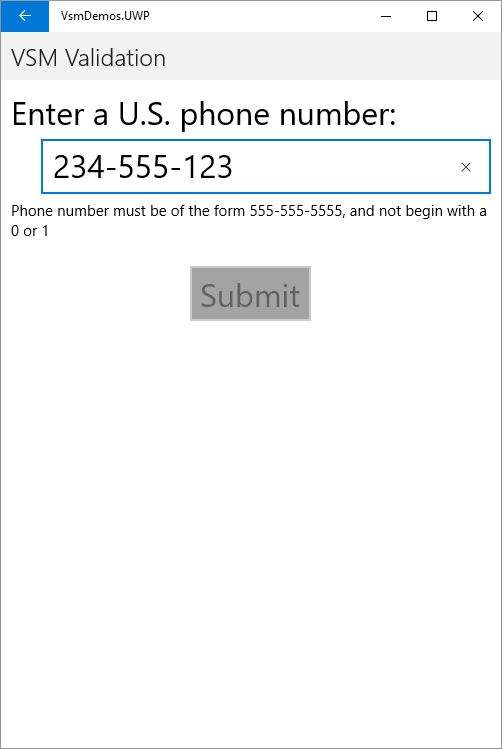 VsmDemos.UWP
VSM Validation
Enter a U.S. phone number:
234-555-123
Phone number must be of the form 555-555-5555, and not begin with a
0 or 1
Submit